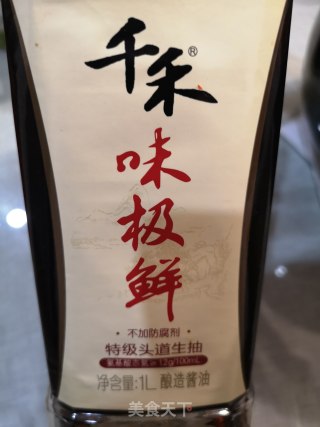 千禾®
味极鲜
不加防腐剂
特级头道生抽
净含量:1L 酿造酱油
美食天下